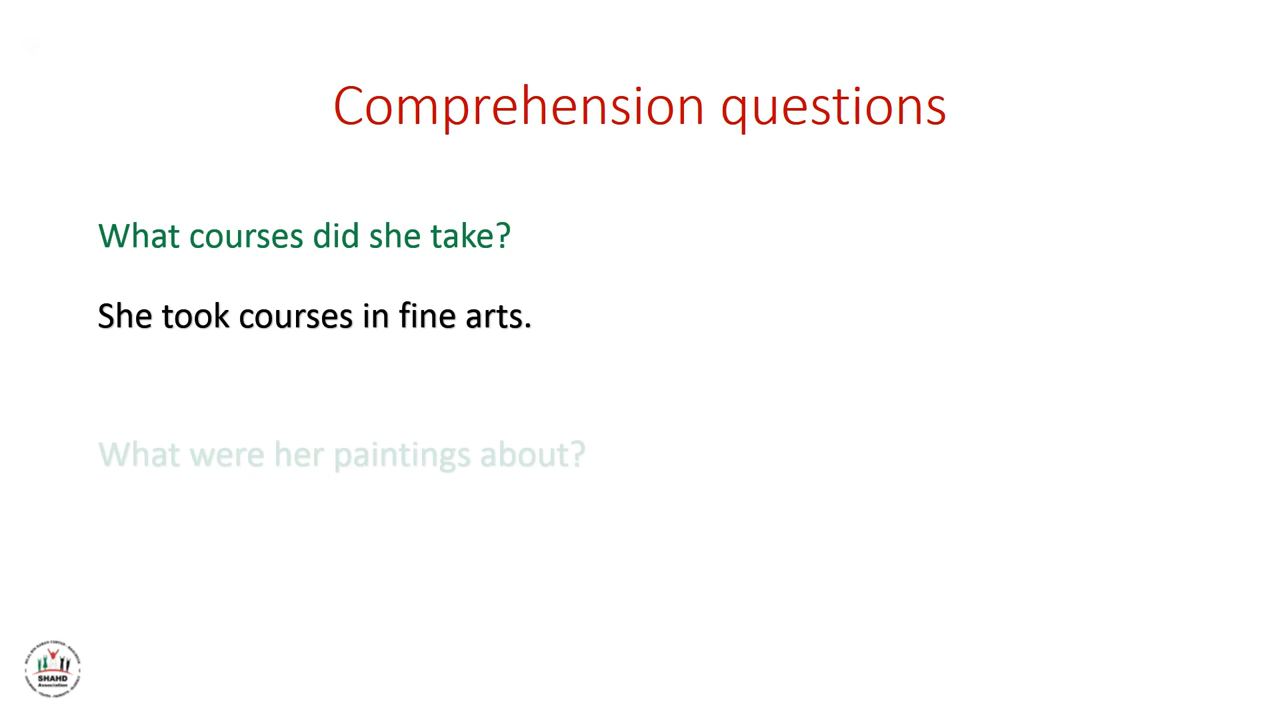 Comprehension questions
What courses did she take?
She took courses in fine arts.
What were her paintings about?
SHAHD
Association